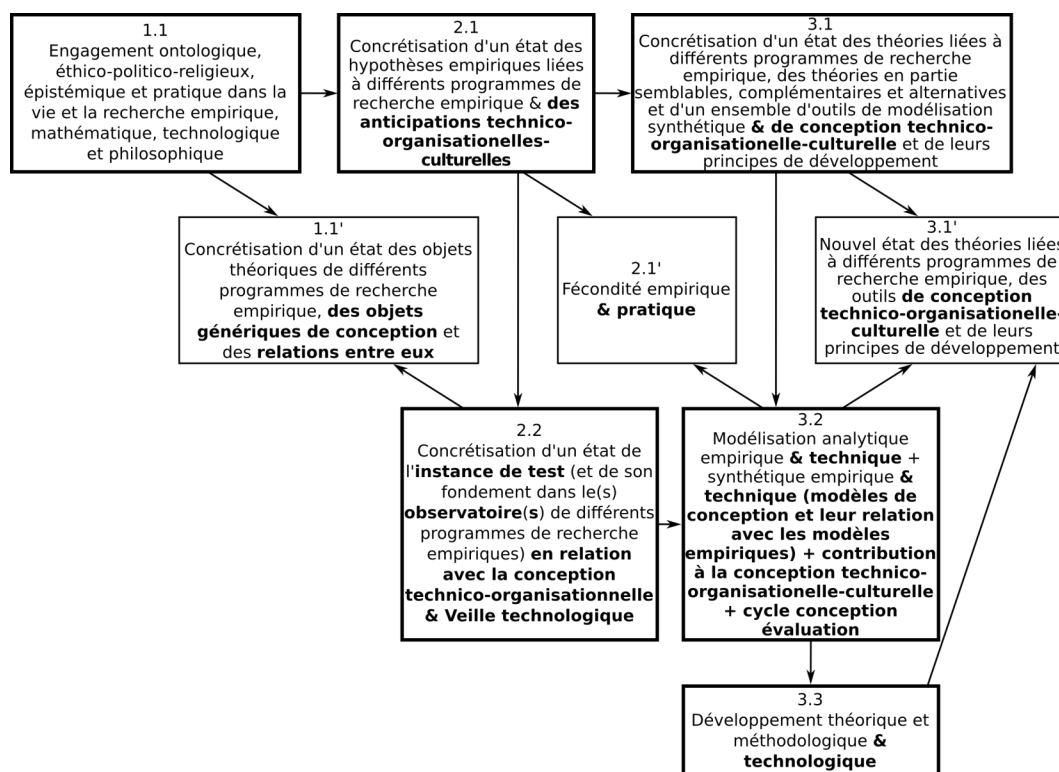 1.1
Engagement ontologique,
éthico-politico-religieux,
épistémique et pratique dans la
vie et la recherche empirique,
mathématique, technologique
et philosophique
2.1
Concrétisation d'un état des
hypothèses empiriques liées
à différents programmes de
recherche empirique & des
anticipations technico-
organisationelles-
culturelles
3.1
Concrétisation d'un état des théories liées à
différents programmes de recherche
empirique, des théories en partie
semblables, complémentaires et alternatives
et d'un ensemble d'outils de modélisation
synthétique & de conception technico-
organisationelle-culturelle et de leurs
principes de développement
1.1'
Concrétisation d'un état des objets
théoriques de différents
programmes de recherche
empirique, des objets
génériques de conception et
des relations entre eux
2.1'
Fécondité empirique
& pratique
3.1'
Nouvel état des théories liées
à différents programmes de
recherche empirique, des
outils de conception
technico-organisationelle-
culturelle et de leurs
principes de développement
2.2
Concrétisation d'un état de
l'instance de test (et de son
fondement dans le(s)
observatoire(s) de différents
programmes de recherche
empiriques) en relation
avec la conception
technico-organisationnelle
& Veille technologique
3.2
Modélisation analytique
empirique & technique +
synthétique empirique &
technique (modèles de
conception et leur relation
avec les modèles
empiriques) + contribution
à la conception technico-
organisationelle-culturelle
+ cycle conception
évaluation
3.3
Développement théorique et
méthodologique &
technologique